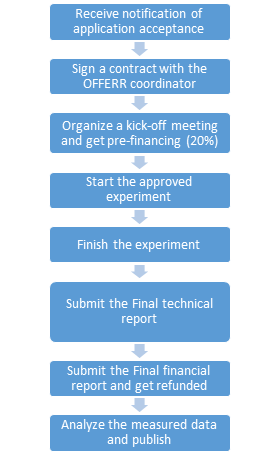 Receive notification of
application acceptance
Sign a contract with the
OFFERR coordinator
Organize a kick-off meeting
and get pre-financing (20%)
Start the approved
experiment
Finish the experiment
Submit the Final technical
report
Submit the Final financial
report and get refunded
Analyze the measured data
and publish